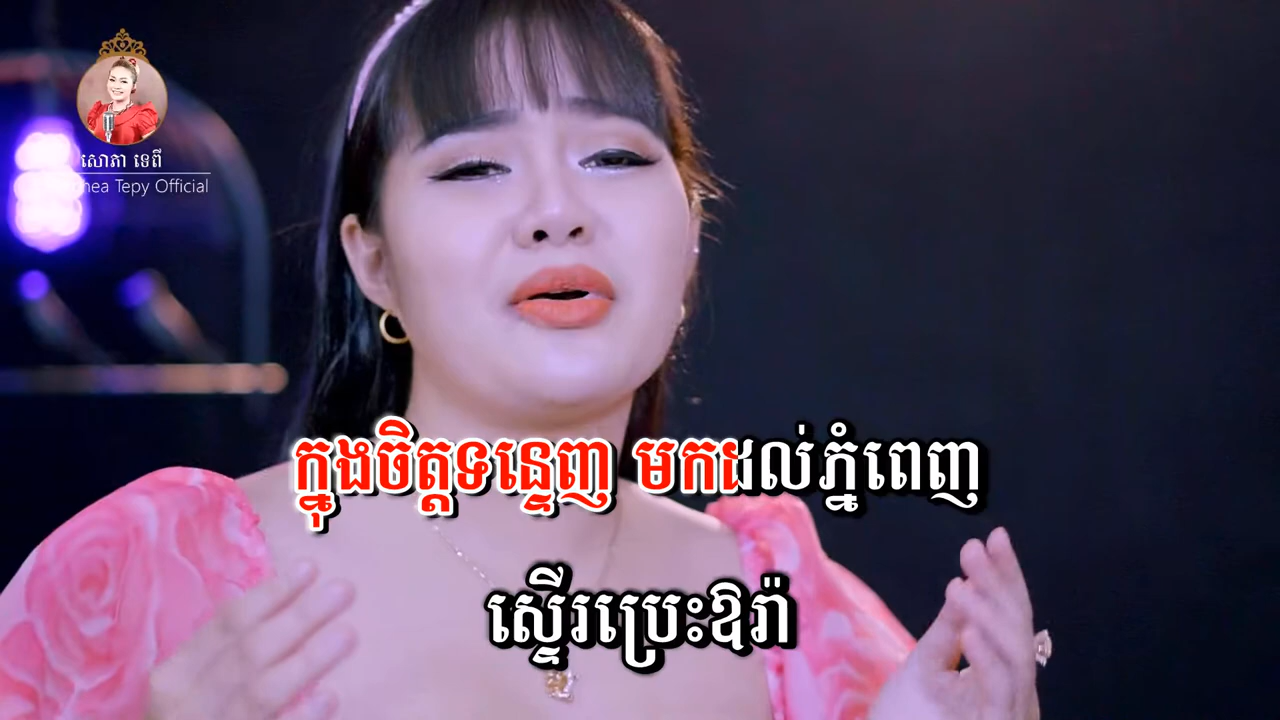 សោភា ទេពី
hea Tepy Official
ក្នុងចិត្តទន្ទេញ មកដល់ភ្នំពេញ
ស្ទើរប្រេះឱរ៉ា